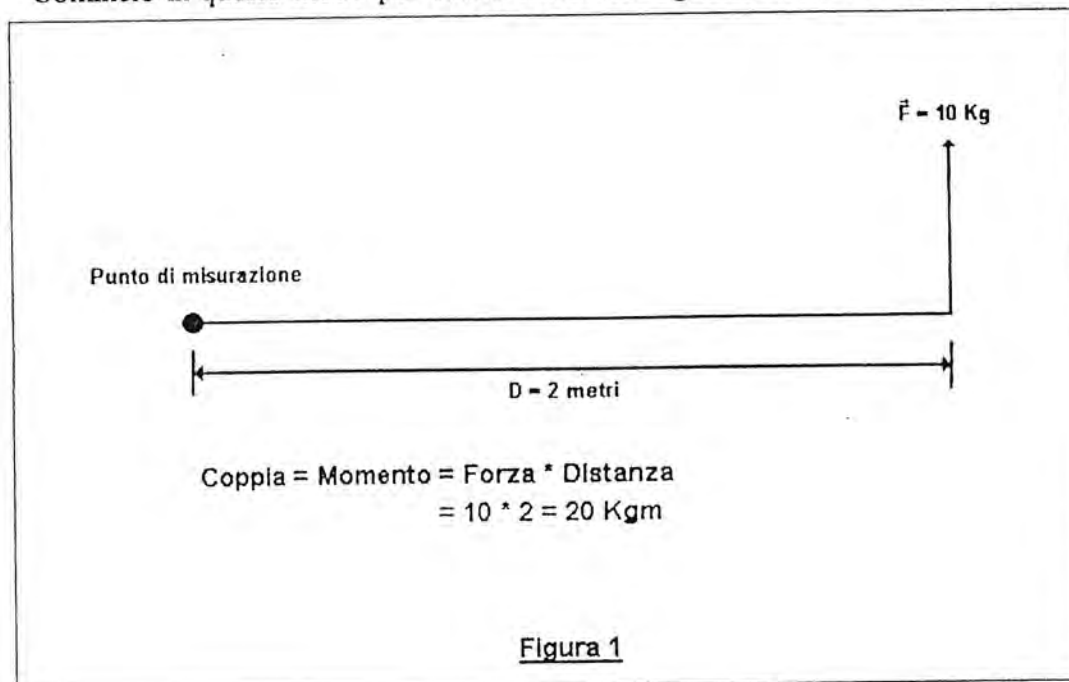 F⃗ = 10 Kg
Punto di misurazione
D = 2 metri
Coppia = Momento = Forza * Distanza
= 10 * 2 = 20 Kgm
Figura 1